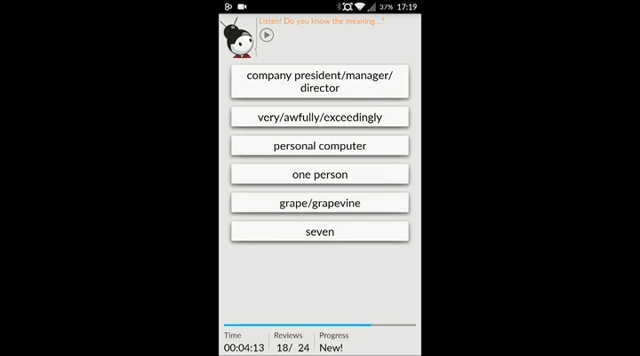 37% 17:19
Listen! Do you know the meaning...?
company president/manager/
director
very/awfully/exceedingly
personal computer
one person
grape/grapevine
seven
Time Reviews Progress
00:04:13 18/ 24 New!